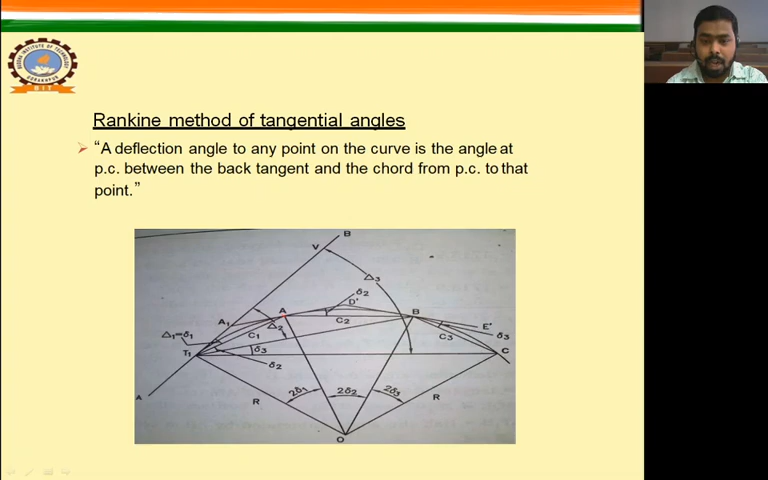 Rankine method of tangential angles
“A deflection angle to any point on the curve is the angle at
p.c. between the back tangent and the chord from p.c. to that
point.”
B
V
Δ3
δ2
D'
A
B
A1
C2
Δ2
E'
C1
C3
δ3
Δ1=δ1
δ3
T1
C
δ2
A
2δ1
2δ2
2δ3
R
R
O